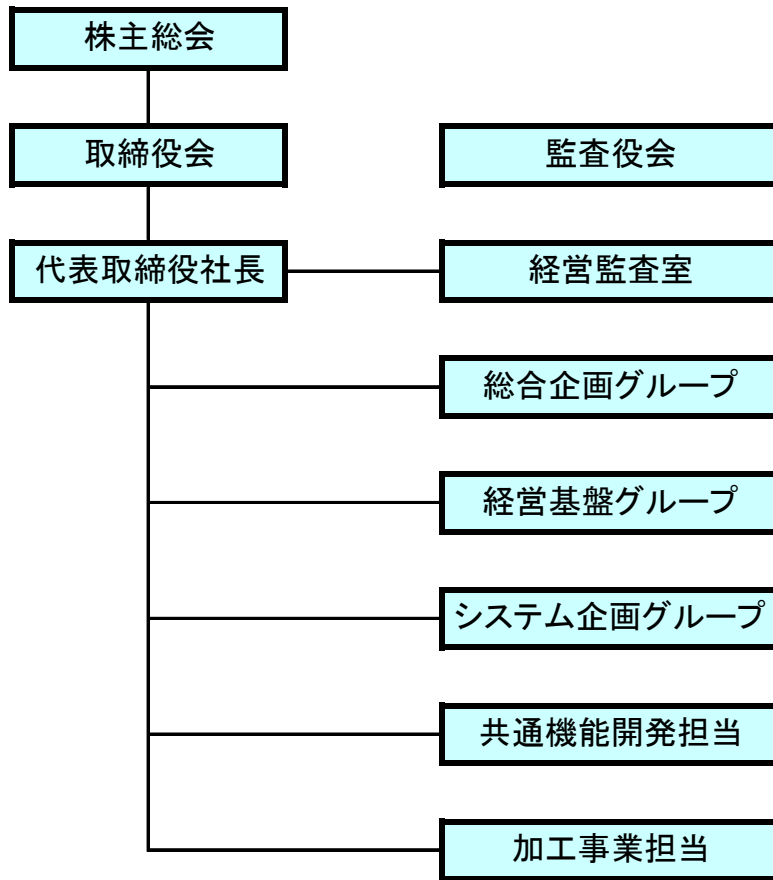 株主総会
取締役会
監査役会
代表取締役社長
経営監査室
総合企画グループ
経営基盤グループ
システム企画グループ
共通機能開発担当
加工事業担当